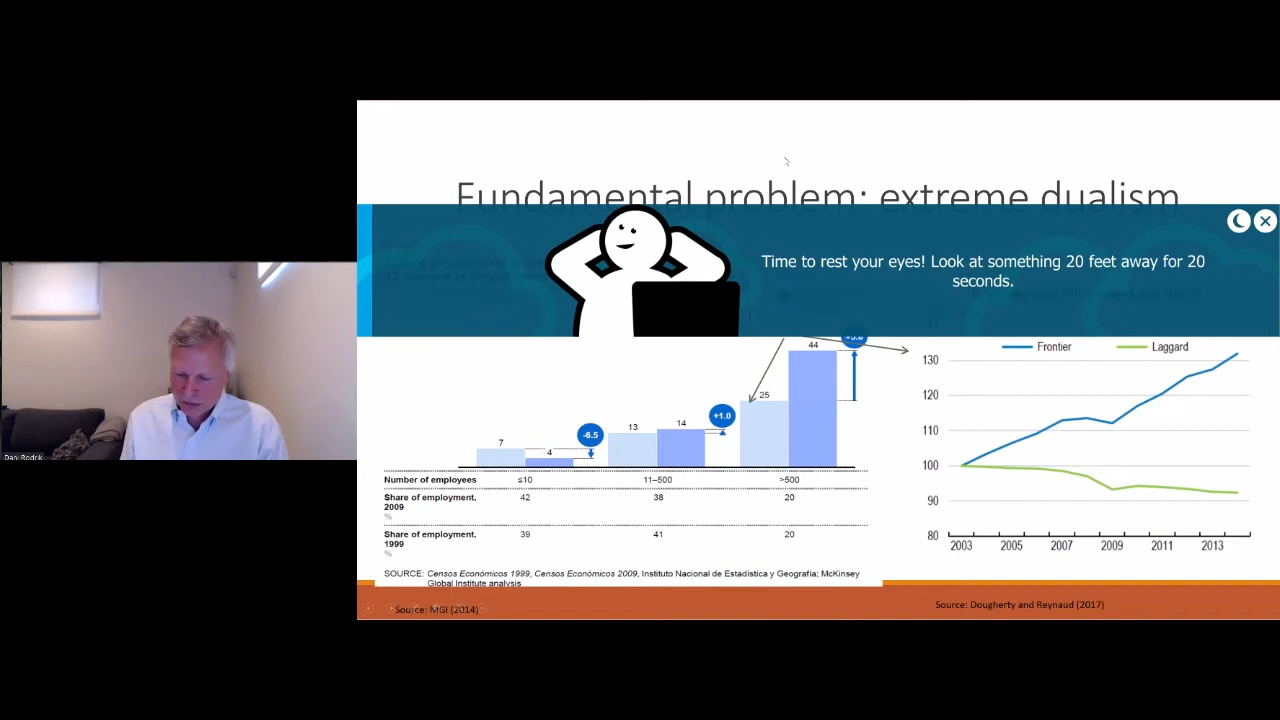 Fundamental problem: extreme dualism
Time to rest your eyes! Look at something 20 feet away for 20
seconds.
Dani Rodrik
44
25
+1.0
13
14
-6.5
7
4
Number of employees ≤10 11–500 >500
Share of employment, 42 38 20
2009
%
Share of employment, 39 41 20
1999
%
SOURCE: Censos Económicos 1999, Censos Económicos 2009, Instituto Nacional de Estadística y Geografía; McKinsey
Global Institute analysis
Source: MGI (2014)
Frontier Laggard
130
120
110
100
90
80
2003 2005 2007 2009 2011 2013
Source: Dougherty and Reynaud (2017)